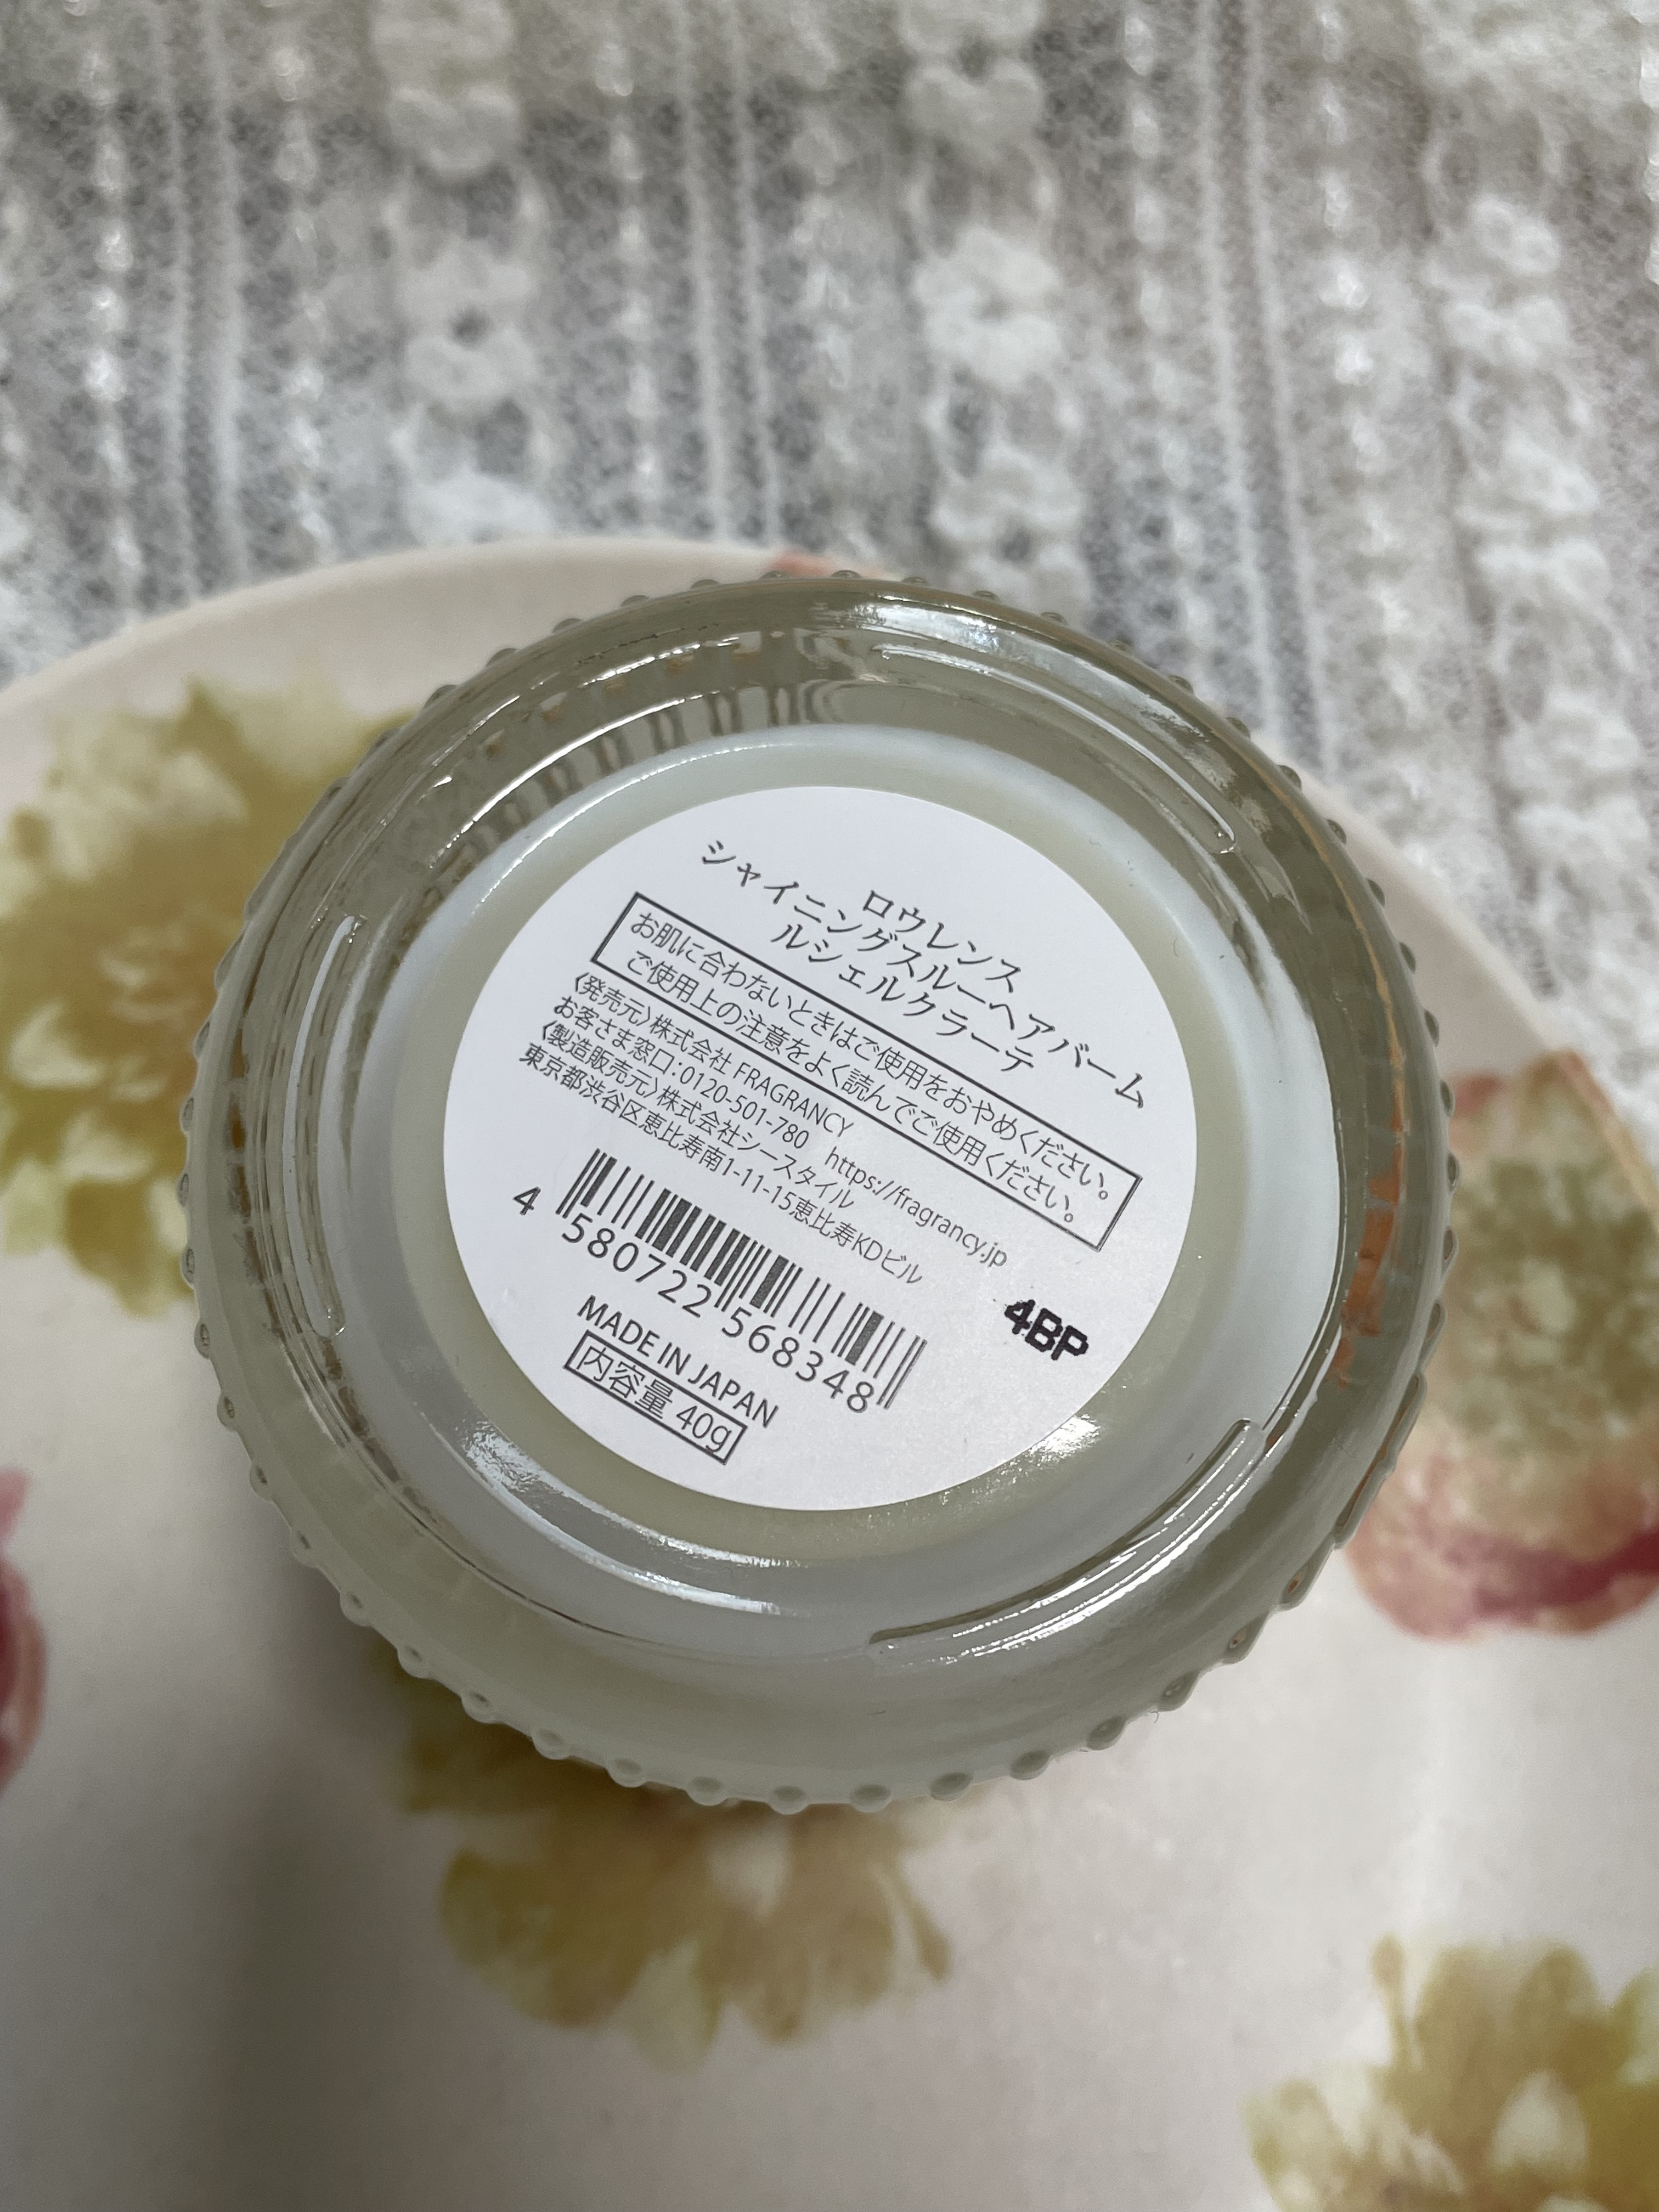 ロウレンス
シャイニングスルーヘアバーム
ルシェルクラーテ
お肌に合わないときはご使用をおやめください。
ご使用上の注意をよく読んでご使用ください。
〈発売元〉株式会社 FRAGRANCY
お客さま窓口：0120-501-780 https://fragrancy.jp
〈製造販売元〉株式会社シースタイル
東京都渋谷区恵比寿南1-11-15恵比寿KDビル
4 580722 568348
4BP
MADE IN JAPAN
内容量 40g